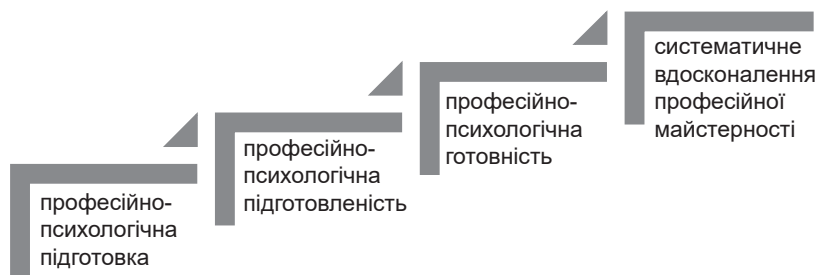 професійно-
психологічна
підготовка
професійно-
психологічна
підготовленість
професійно-
психологічна
готовність
систематичне
вдосконалення
професійної
майстерності